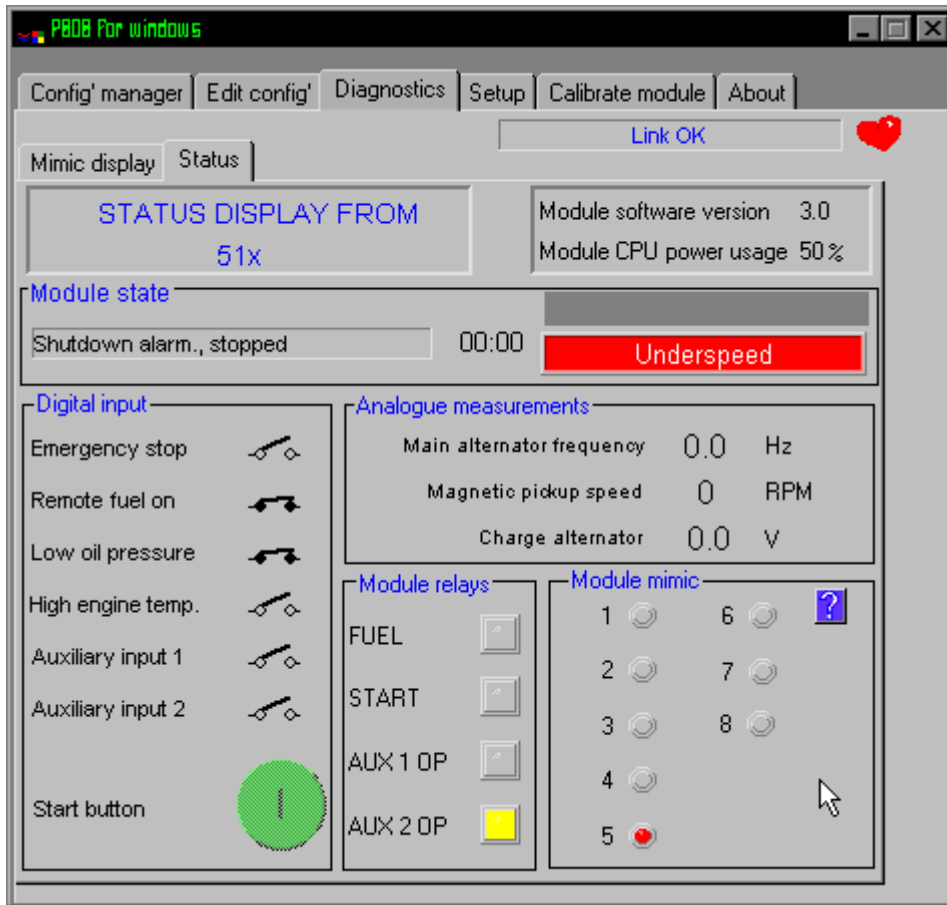 P808 For windows
Config' manager Edit config' Diagnostics Setup Calibrate module About
Link OK
Mimic display Status
STATUS DISPLAY FROM
51x
Module software version 3.0
Module CPU power usage 50%
Module state
Shutdown alarm., stopped 00:00
Underspeed
Digital input
Emergency stop
Remote fuel on
Low oil pressure
High engine temp.
Auxiliary input 1
Auxiliary input 2
Start button
I
Analogue measurements
Main alternator frequency 0.0 Hz
Magnetic pickup speed 0 RPM
Charge alternator 0.0 V
Module relays
FUEL
START
AUX 1 OP
AUX 2 OP
Module mimic
?
1 6
2 7
3 8
4
5